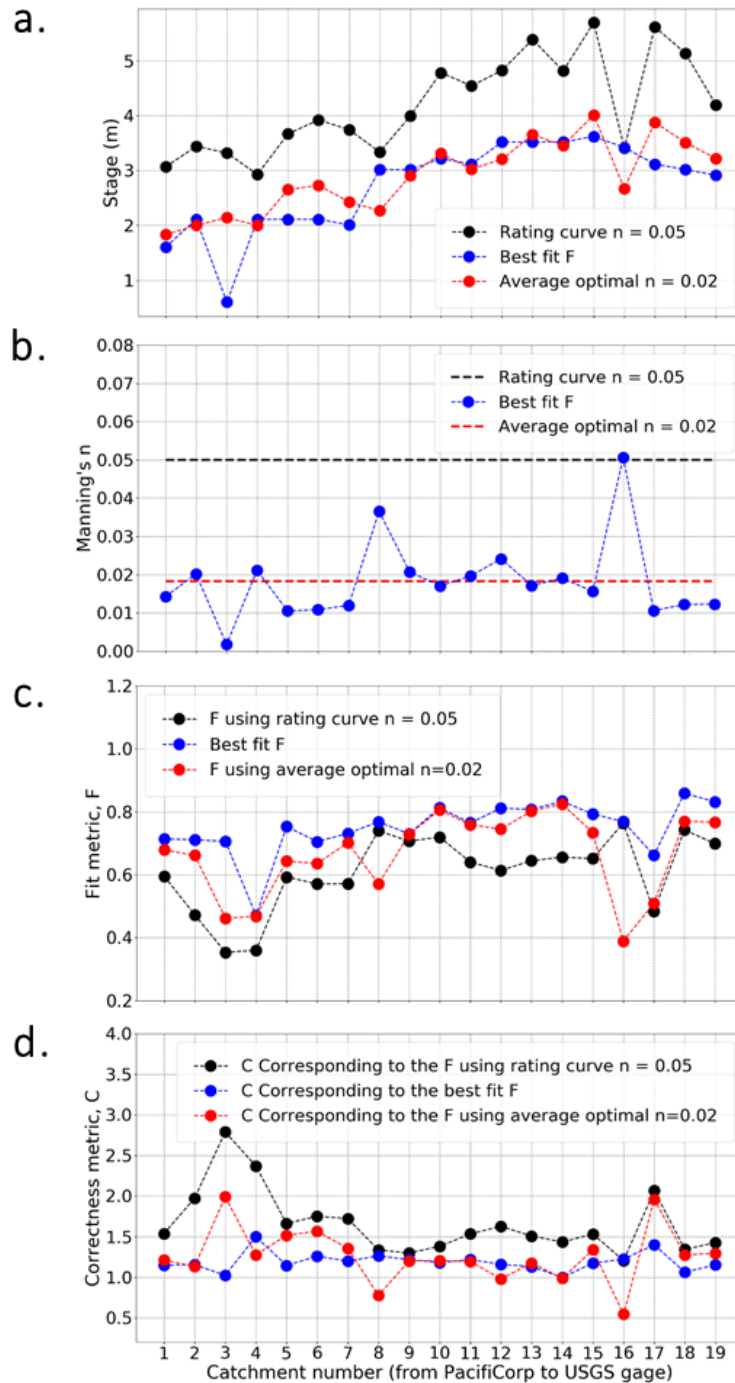 a.
Stage (m)
5
4
3
2
1
Rating curve n = 0.05
Best fit F
Average optimal n = 0.02
b.
Manning's n
0.08
0.07
0.06
0.05
0.04
0.03
0.02
0.01
0.00
Rating curve n = 0.05
Best fit F
Average optimal n = 0.02
c.
Fit metric, F
1.2
1.0
0.8
0.6
0.4
0.2
F using rating curve n = 0.05
Best fit F
F using average optimal n=0.02
d.
Correctness metric, C
4.0
3.5
3.0
2.5
2.0
1.5
1.0
0.5
C Corresponding to the F using rating curve n = 0.05
C Corresponding to the best fit F
C Corresponding to the F using average optimal n=0.02
1 2 3 4 5 6 7 8 9 10 11 12 13 14 15 16 17 18 19
Catchment number (from PacifiCorp to USGS gage)